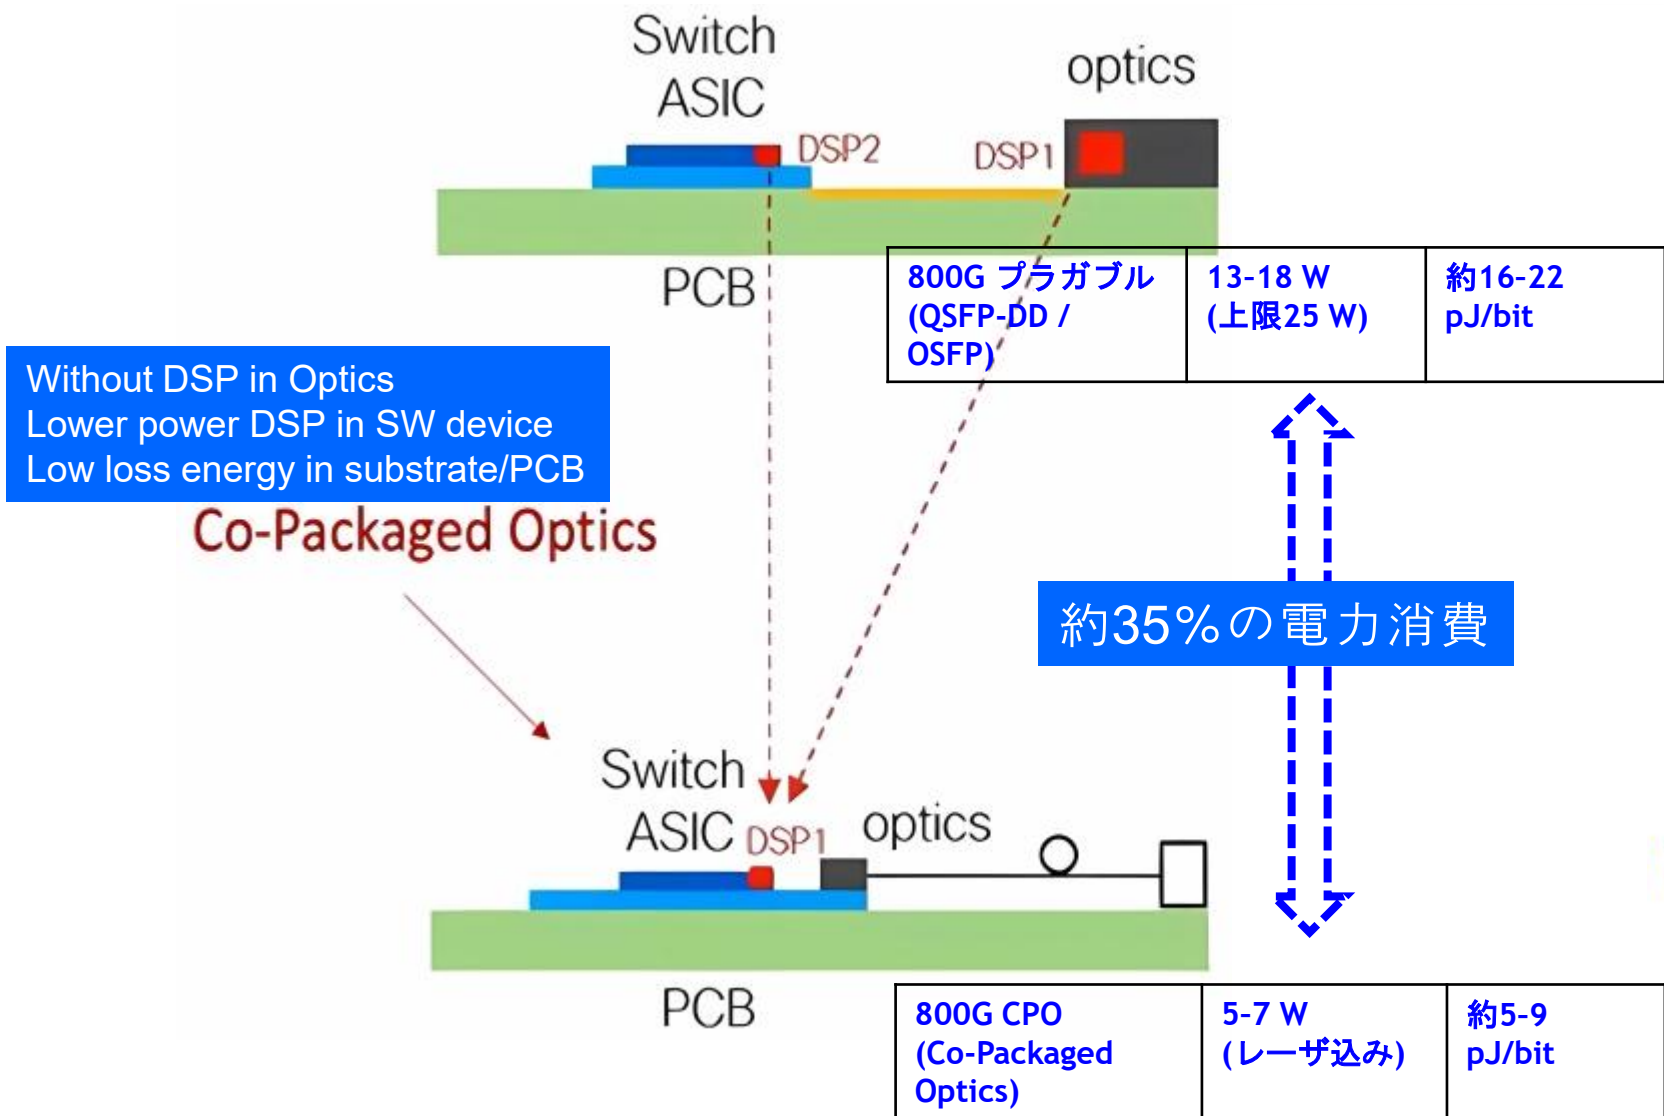 Switch
ASIC
optics
DSP2
DSP1
PCB
800G プラガブル
(QSFP-DD /
OSFP)
13-18 W
(上限25 W)
約16-22
pJ/bit
Without DSP in Optics
Lower power DSP in SW device
Low loss energy in substrate/PCB
Co-Packaged Optics
約35%の電力消費
Switch
ASIC
DSP1
optics
PCB
800G CPO
(Co-Packaged
Optics)
5-7 W
(レーザ込み)
約5-9
pJ/bit